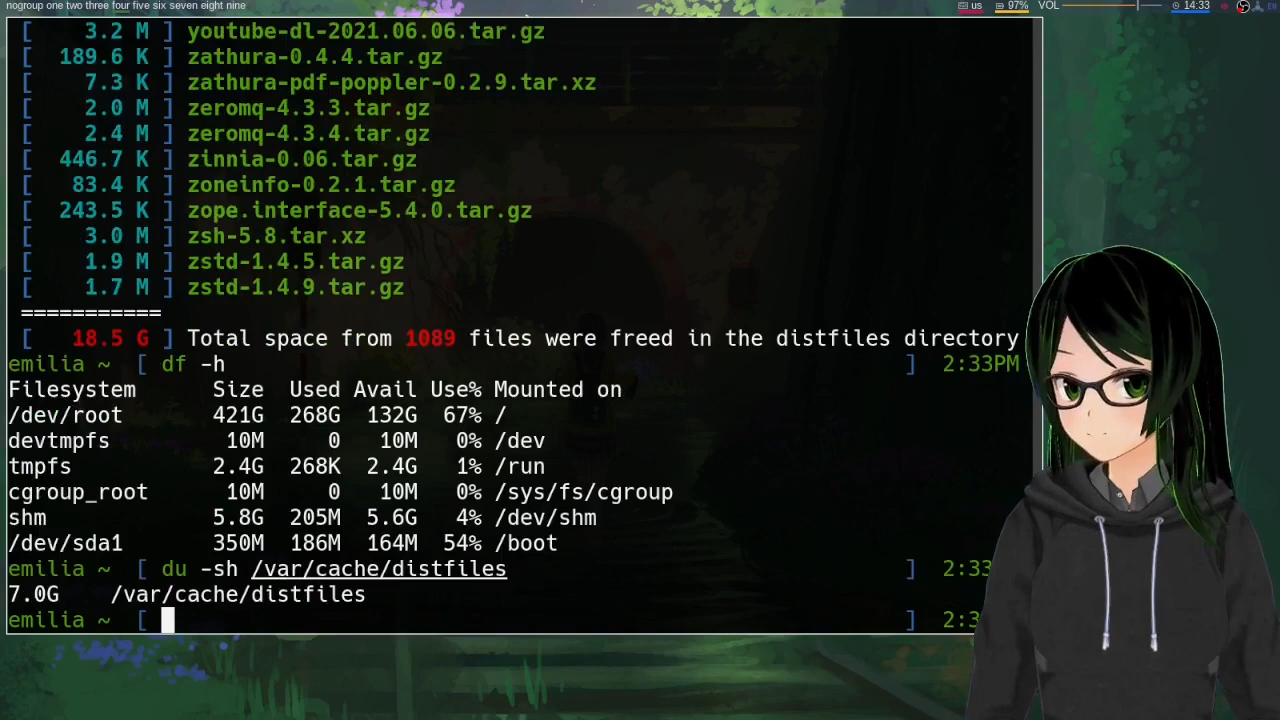 nogroup one two three four five six seven eight nine us 97% VOL 14:33 EN
[ 3.2 M ] youtube-dl-2021.06.06.tar.gz
[ 189.6 K ] zathura-0.4.4.tar.gz
[ 7.3 K ] zathura-pdf-poppler-0.2.9.tar.xz
[ 2.0 M ] zeromq-4.3.3.tar.gz
[ 2.4 M ] zeromq-4.3.4.tar.gz
[ 446.7 K ] zinnia-0.06.tar.gz
[ 83.4 K ] zoneinfo-0.2.1.tar.gz
[ 243.5 K ] zope.interface-5.4.0.tar.gz
[ 3.0 M ] zsh-5.8.tar.xz
[ 1.9 M ] zstd-1.4.5.tar.gz
[ 1.7 M ] zstd-1.4.9.tar.gz
===========
[ 18.5 G ] Total space from 1089 files were freed in the distfiles directory
emilia ~ [ df -h ] 2:33PM
Filesystem Size Used Avail Use% Mounted on
/dev/root 421G 268G 132G 67% /
devtmpfs 10M 0 10M 0% /dev
tmpfs 2.4G 268K 2.4G 1% /run
cgroup_root 10M 0 10M 0% /sys/fs/cgroup
shm 5.8G 205M 5.6G 4% /dev/shm
/dev/sda1 350M 186M 164M 54% /boot
emilia ~ [ du -sh /var/cache/distfiles ] 2:33
7.0G /var/cache/distfiles
emilia ~ [ ] 2:3